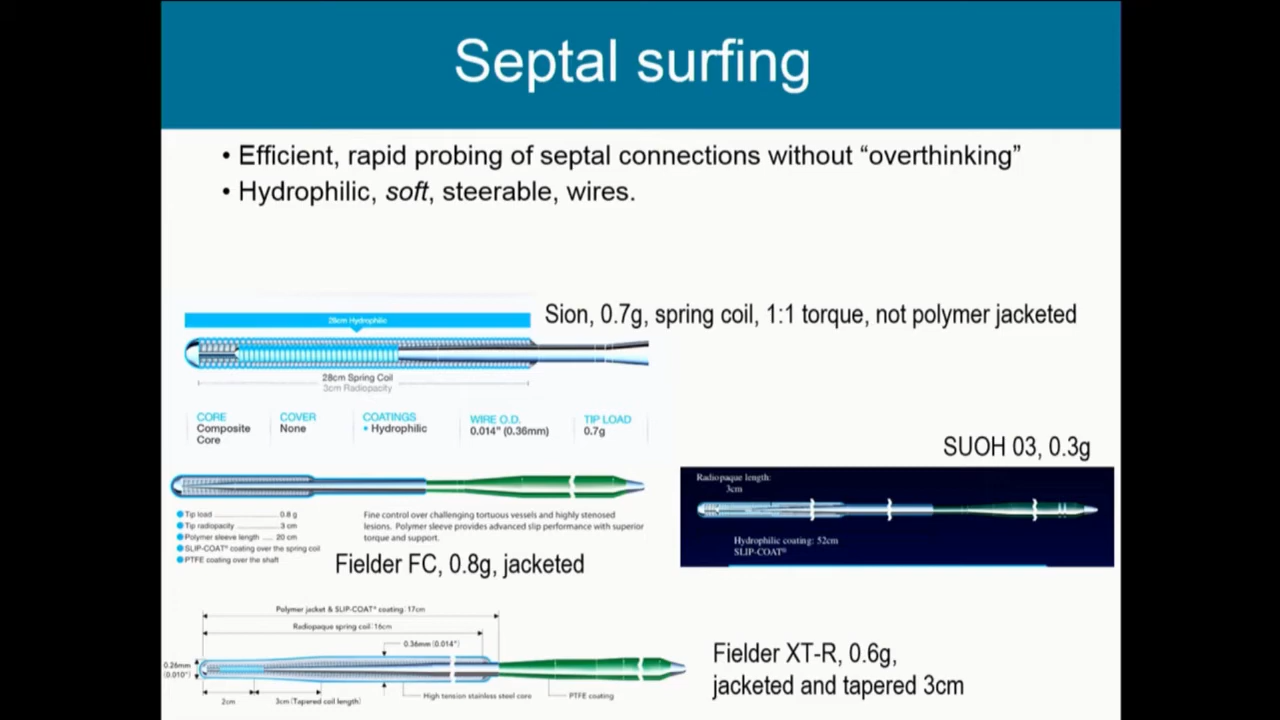 Septal surfing
• Efficient, rapid probing of septal connections without “overthinking”
• Hydrophilic, soft, steerable, wires.
28cm Hydrophilic
Sion, 0.7g, spring coil, 1:1 torque, not polymer jacketed
28cm Spring Coil
3cm Radiopacity
CORE
Composite
Core
COVER
None
COATINGS
• Hydrophilic
WIRE O.D.
0.014" (0.36mm)
TIP LOAD
0.7g
SUOH 03, 0.3g
Tip load 0.8 g
Tip radiopacity 3 cm
Polymer sleeve length 20 cm
SLIP-COAT® coating over the spring coil
PTFE coating over the shaft
Fine control over challenging tortuous vessels and highly stenosed
lesions. Polymer sleeve provides advanced slip performance with superior
torque and support.
Fielder FC, 0.8g, jacketed
Radiopaque length:
3cm
Hydrophilic coating: 52cm
SLIP-COAT®
Polymer jacket & SLIP-COAT® coating: 17cm
Radiopaque spring coil: 16cm
0.36mm (0.014")
0.26mm
(0.010")
2cm
3cm (Tapered coil length)
High tension stainless steel core
PTFE coating
Fielder XT-R, 0.6g,
jacketed and tapered 3cm